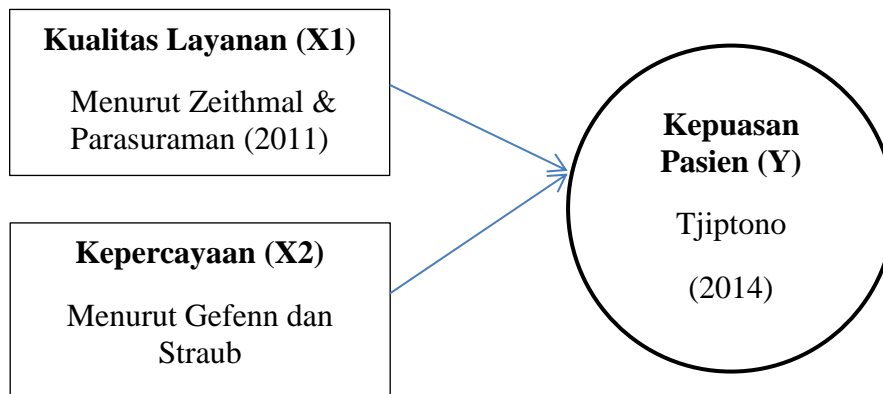 Kualitas Layanan (X1)
Menurut Zeithmal &
Parasuraman (2011)
Kepercayaan (X2)
Menurut Gefenn dan
Straub
Kepuasan
Pasien (Y)
Tjiptono
(2014)